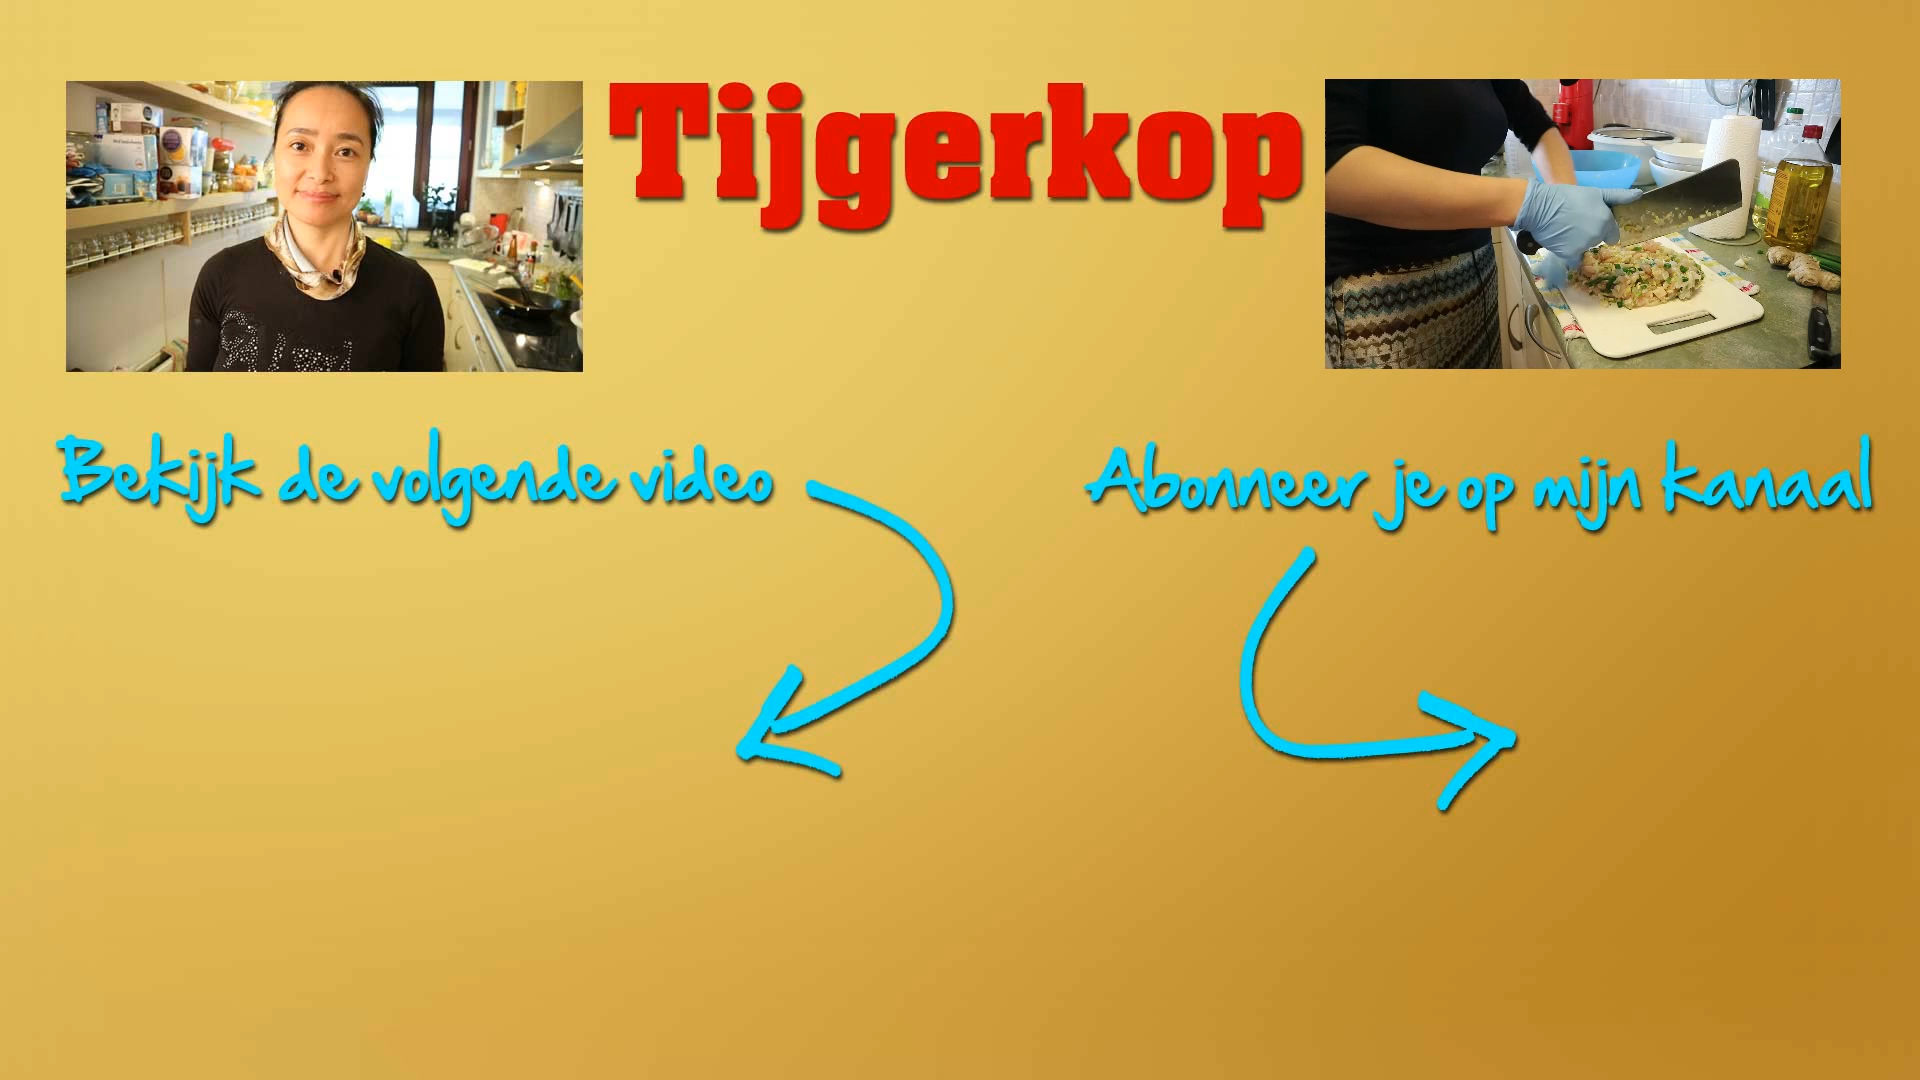 Tijgerkop
Bekijk de volgende video
Abonneer je op mijn kanaal